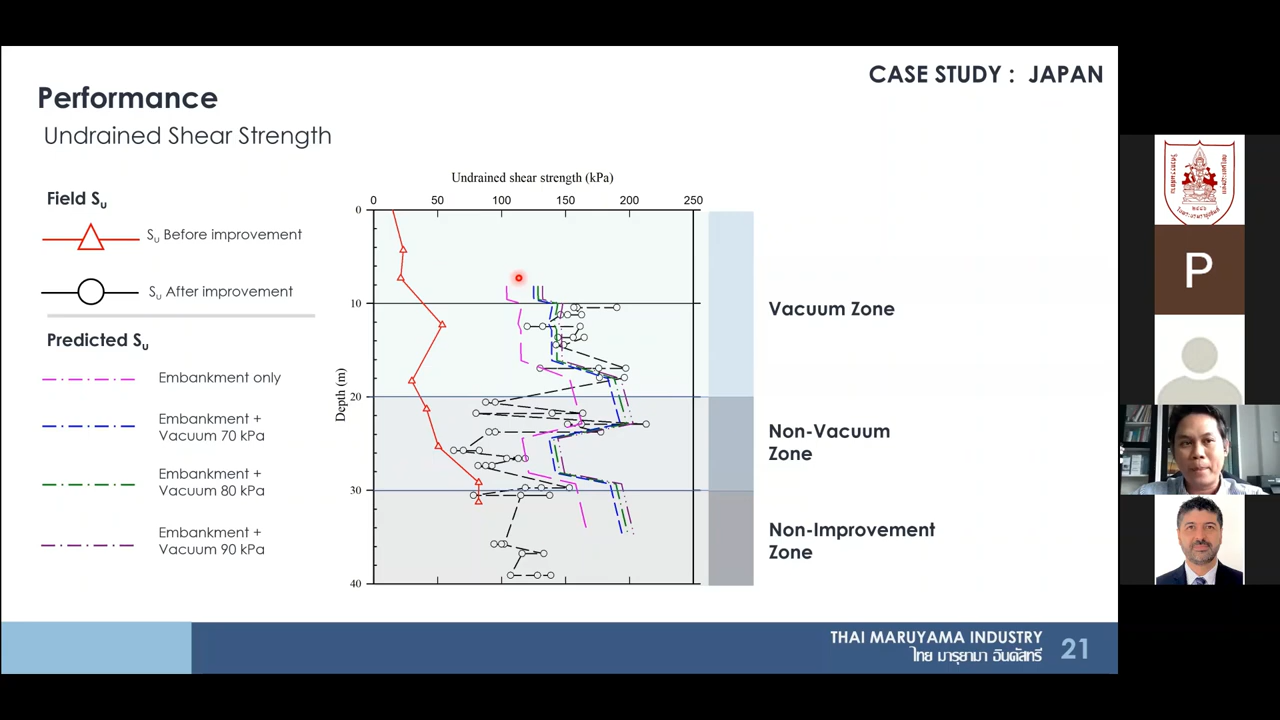 CASE STUDY : JAPAN
Performance
Undrained Shear Strength
Field Su
Su Before improvement
Su After improvement
Predicted Su
Embankment only
Embankment +
Vacuum 70 kPa
Embankment +
Vacuum 80 kPa
Embankment +
Vacuum 90 kPa
Undrained shear strength (kPa)
0 50 100 150 200 250
0
10
20
30
40
Depth (m)
Vacuum Zone
Non-Vacuum
Zone
Non-Improvement
Zone
P
THAI MARUYAMA INDUSTRY
ไทย มารุยามา อินดัสทรี
21